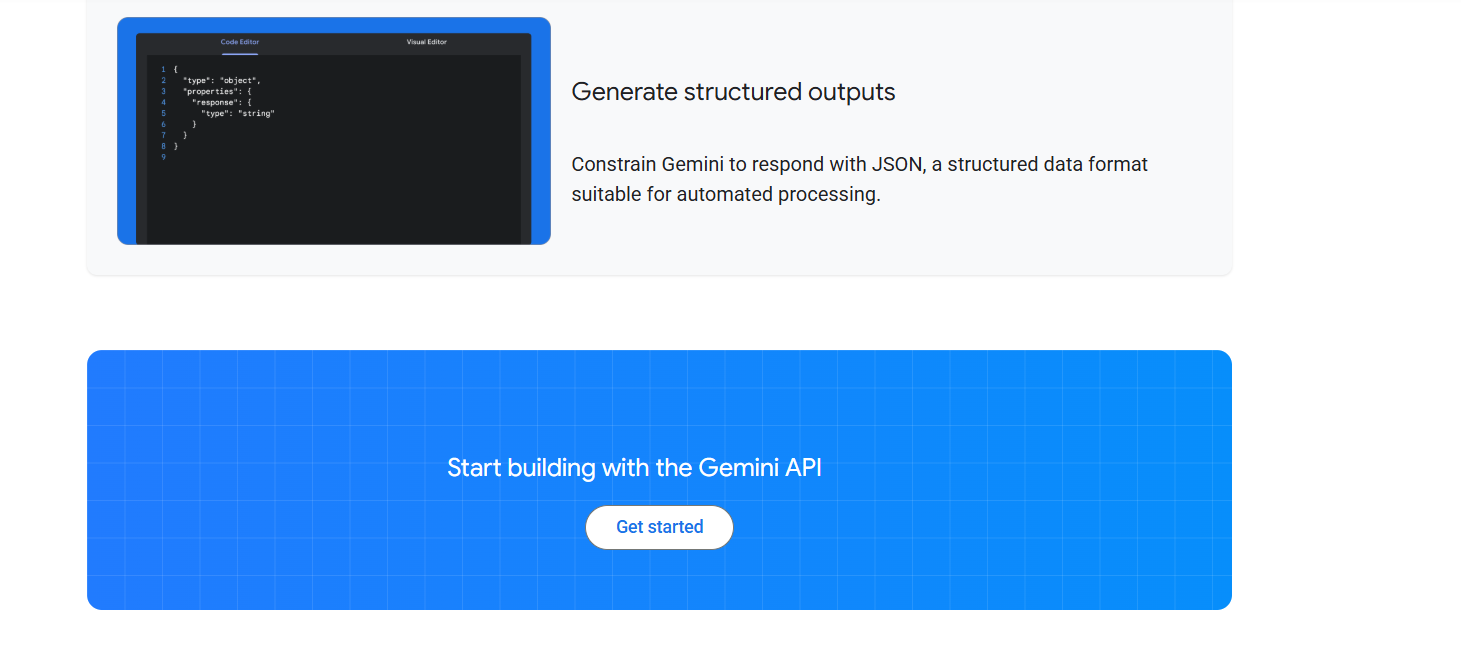 Code Editor
Visual Editor
1 {
2 "type": "object",
3 "properties": {
4 "response": {
5 "type": "string"
6 }
7 }
8 }
9
Generate structured outputs
Constrain Gemini to respond with JSON, a structured data format
suitable for automated processing.
Start building with the Gemini API
Get started